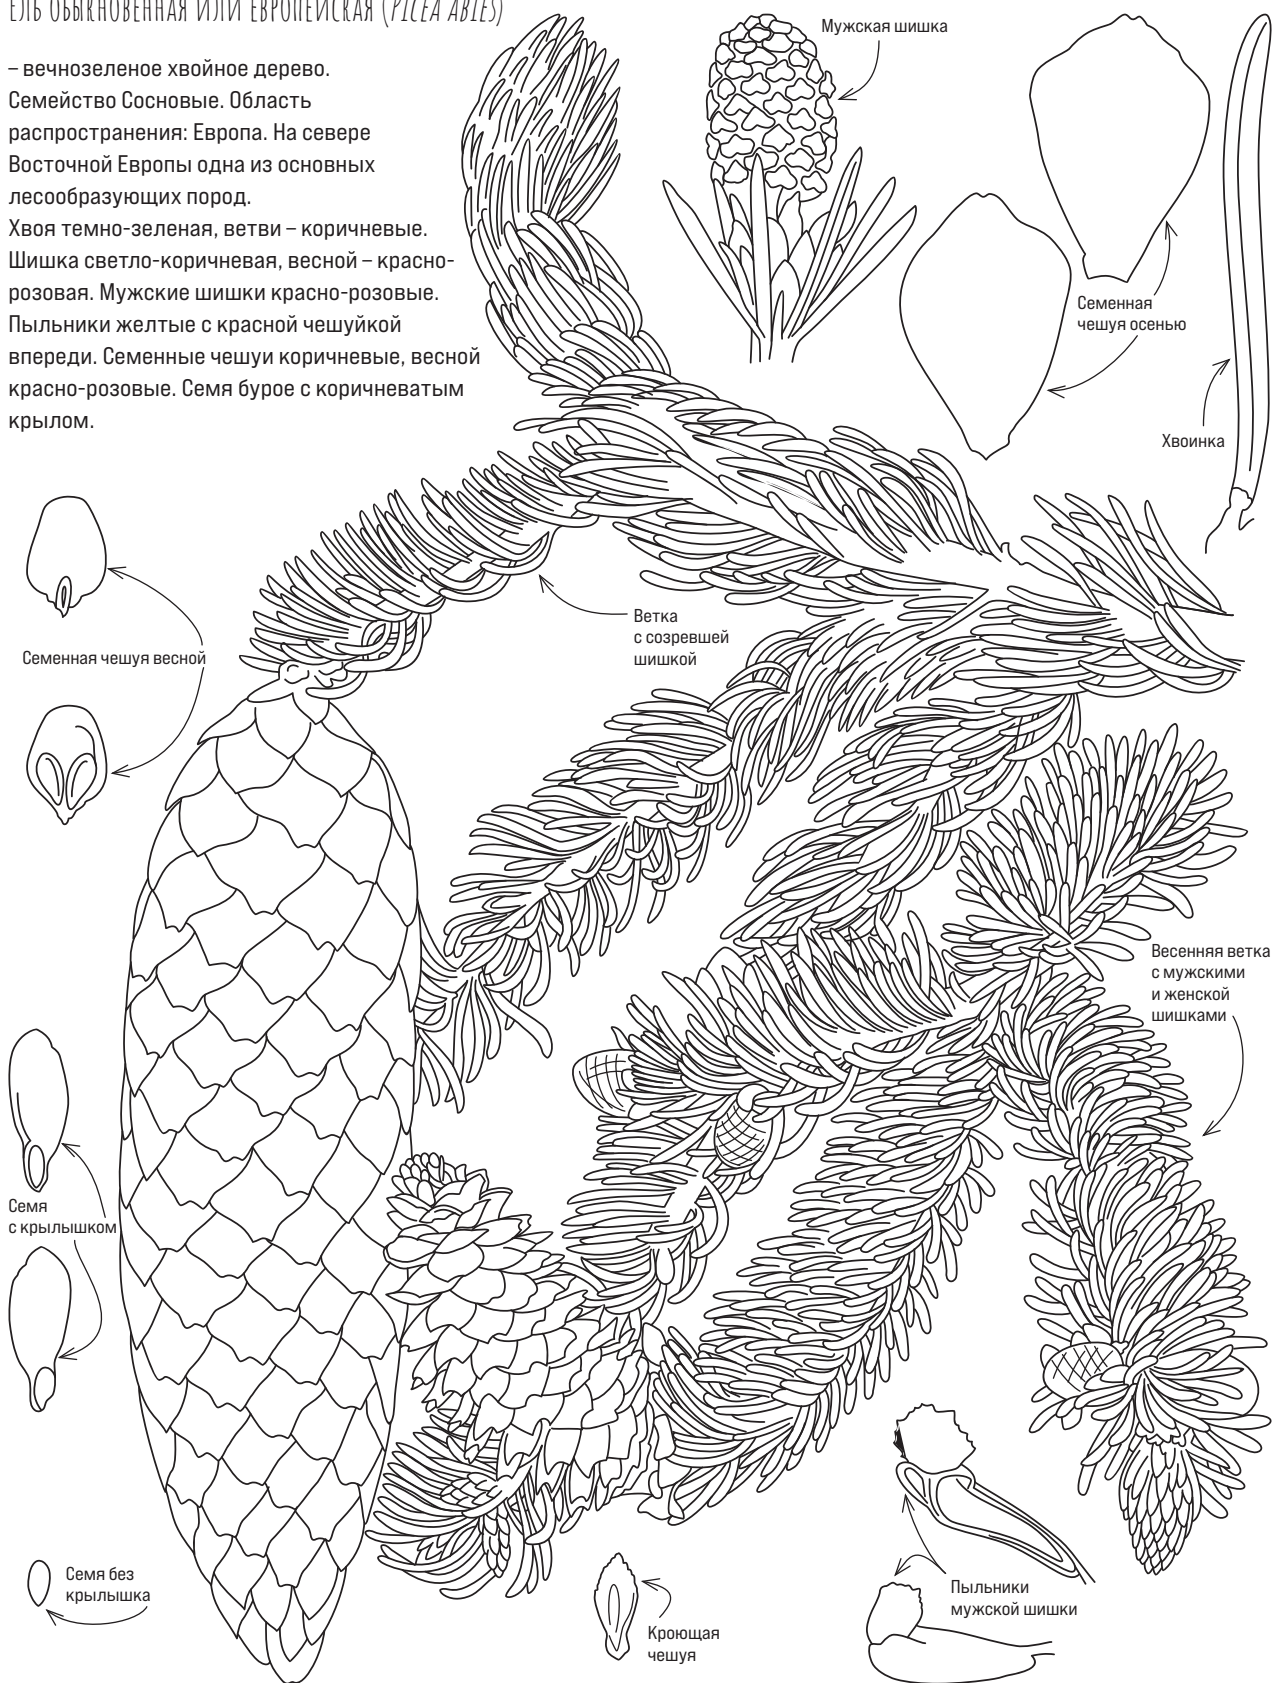 ЕЛЬ ОБЫКНОВЕННАЯ ИЛИ ЕВРОПЕЙСКАЯ (PICEA ABIES)
– вечнозеленое хвойное дерево.
Семейство Сосновые. Область
распространения: Европа. На севере
Восточной Европы одна из основных
лесообразующих пород.
Хвоя темно-зеленая, ветви – коричневые.
Шишка светло-коричневая, весной – красно-
розовая. Мужские шишки красно-розовые.
Пыльники желтые с красной чешуйкой
впереди. Семенные чешуи коричневые, весной
красно-розовые. Семя бурое с коричневатым
крылом.
Мужская шишка
Семенная
чешуя осенью
Хвоинка
Ветка
с созревшей
шишкой
Семенная чешуя весной
Весенняя ветка
с мужскими
и женской
шишками
Семя
с крылышком
Семя без
крылышка
Кроющая
чешуя
Пыльники
мужской шишки